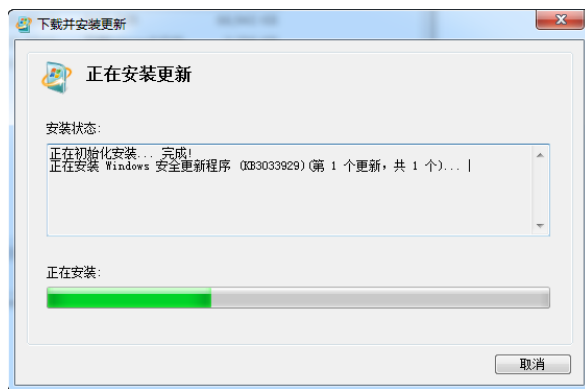 下载并安装更新
正在安装更新
安装状态:
正在初始化安装... 完成!
正在安装 Windows 安全更新程序 (KB3033929)(第 1 个更新，共 1 个)...
正在安装:
取消